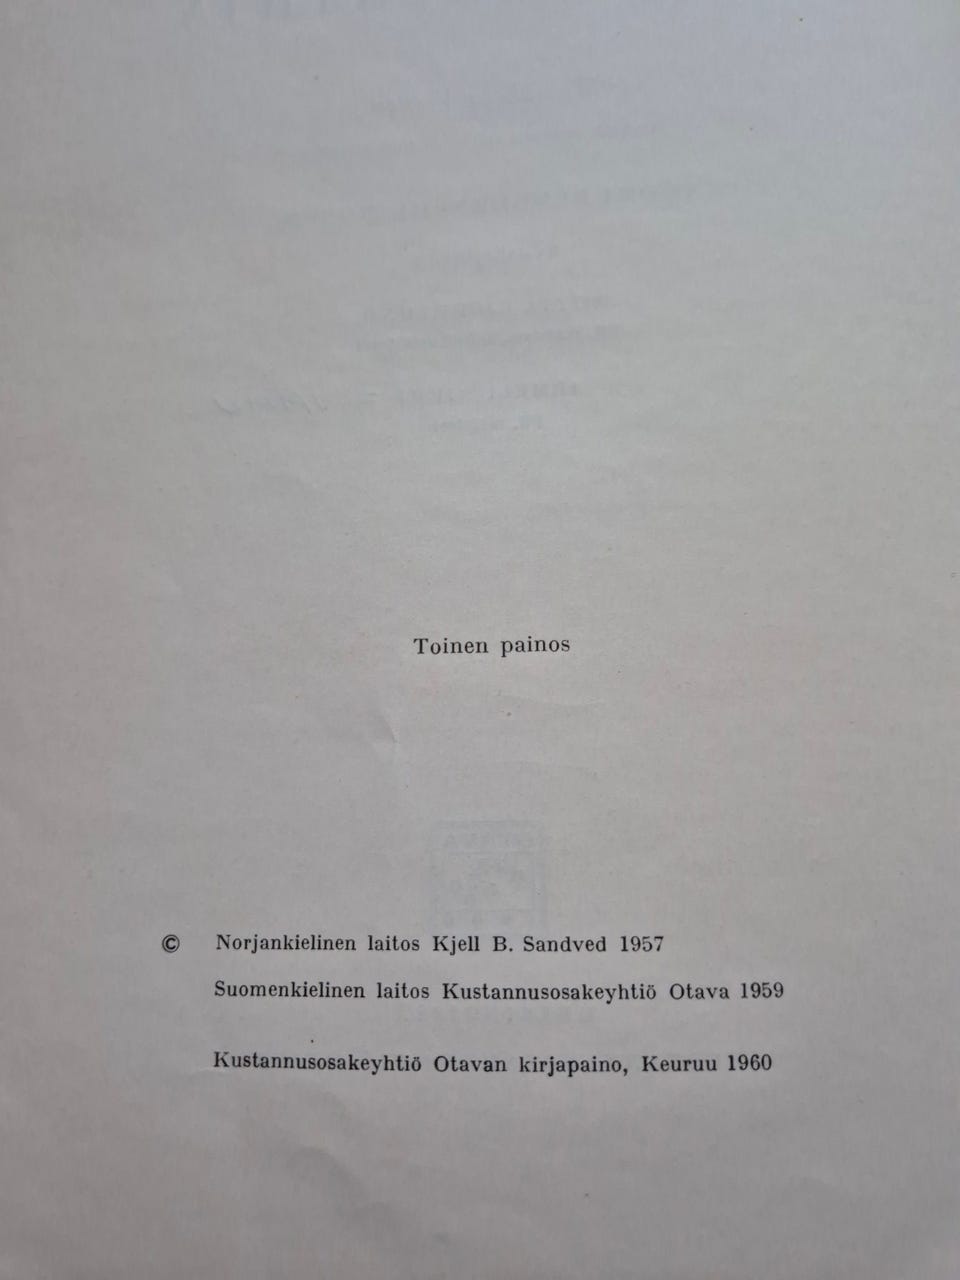 Toinen painos
© Norjankielinen laitos Kjell B. Sandved 1957
Suomenkielinen laitos Kustannusosakeyhtiö Otava 1959
Kustannusosakeyhtiö Otavan kirjapaino, Keuruu 1960